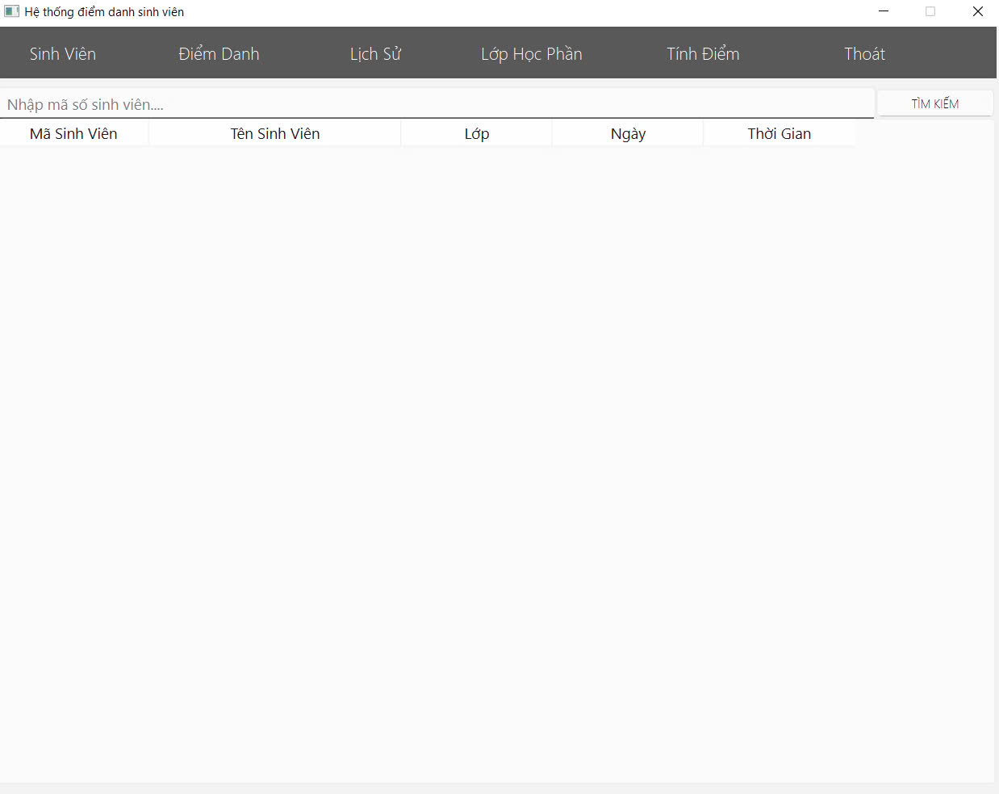 Hệ thống điểm danh sinh viên
Sinh Viên Điểm Danh Lịch Sử Lớp Học Phần Tính Điểm Thoát
Nhập mã số sinh viên.... TÌM KIẾM
Mã Sinh Viên Tên Sinh Viên Lớp Ngày Thời Gian